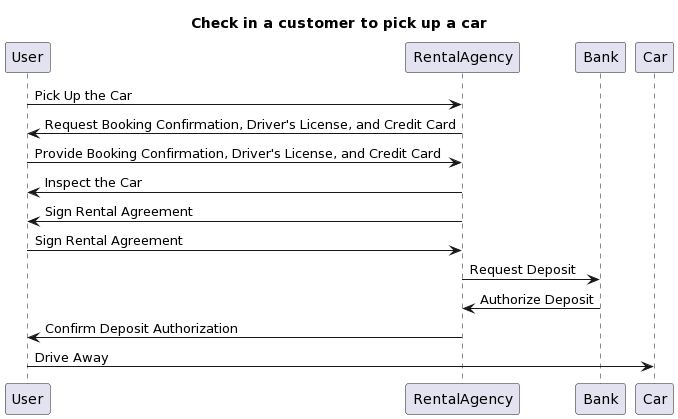 Check in a customer to pick up a car
User RentalAgency Bank Car
Pick Up the Car
Request Booking Confirmation, Driver's License, and Credit Card
Provide Booking Confirmation, Driver's License, and Credit Card
Inspect the Car
Sign Rental Agreement
Sign Rental Agreement
Request Deposit
Authorize Deposit
Confirm Deposit Authorization
Drive Away
User RentalAgency Bank Car